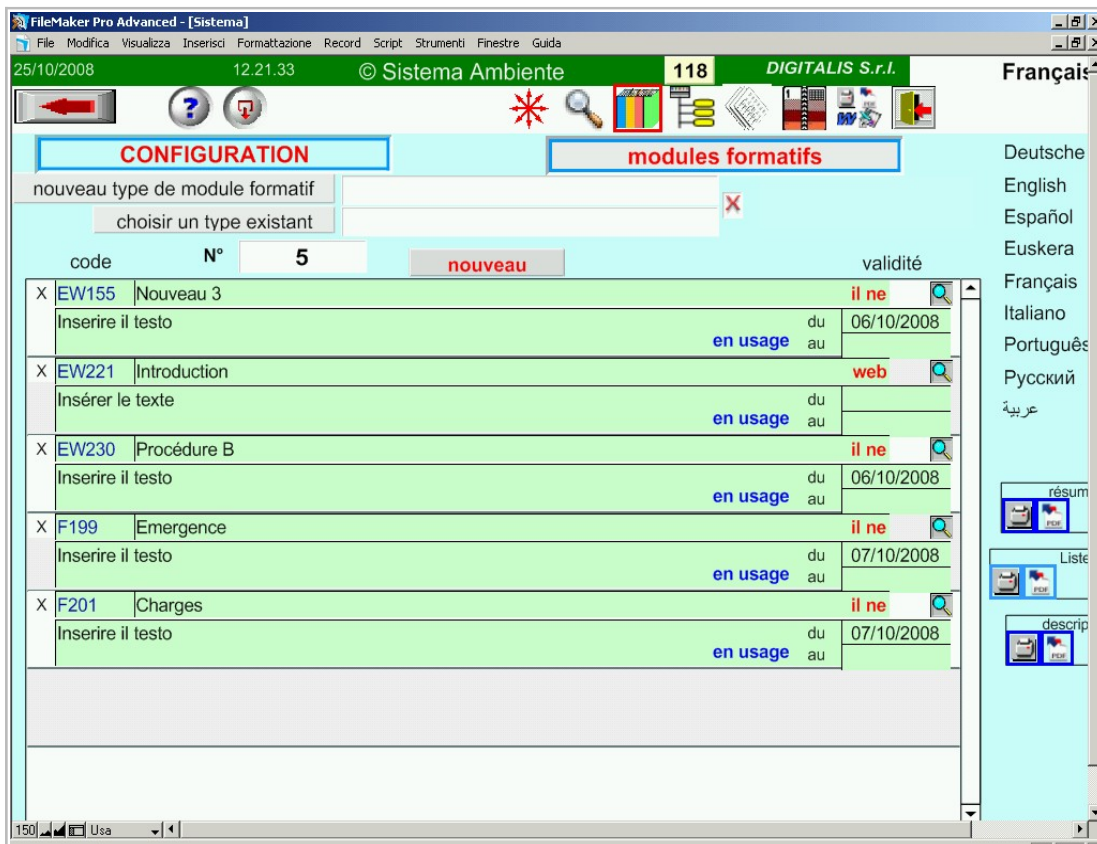 FileMaker Pro Advanced - [Sistema]
File Modifica Visualizza Inserisci Formattazione Record Script Strumenti Finestre Guida
25/10/2008 12.21.33 © Sistema Ambiente 118 DIGITALIS S.r.l. Français
CONFIGURATION modules formatifs
Deutsche
nouveau type de module formatif
English
choisir un type existant
Español
Euskera
code N° 5 nouveau validité
Français
X EW155 Nouveau 3 il ne
Italiano
Inserire il testo du 06/10/2008
en usage au
Português
X EW221 Introduction web
Русский
Insérer le texte du
عربية
en usage au
X EW230 Procédure B il ne
Inserire il testo du 06/10/2008
en usage au
résum
X F199 Emergence il ne
PDF
Inserire il testo du 07/10/2008
Liste
en usage au
PDF
X F201 Charges il ne
descrip
Inserire il testo du 07/10/2008
PDF
en usage au
150 Usa